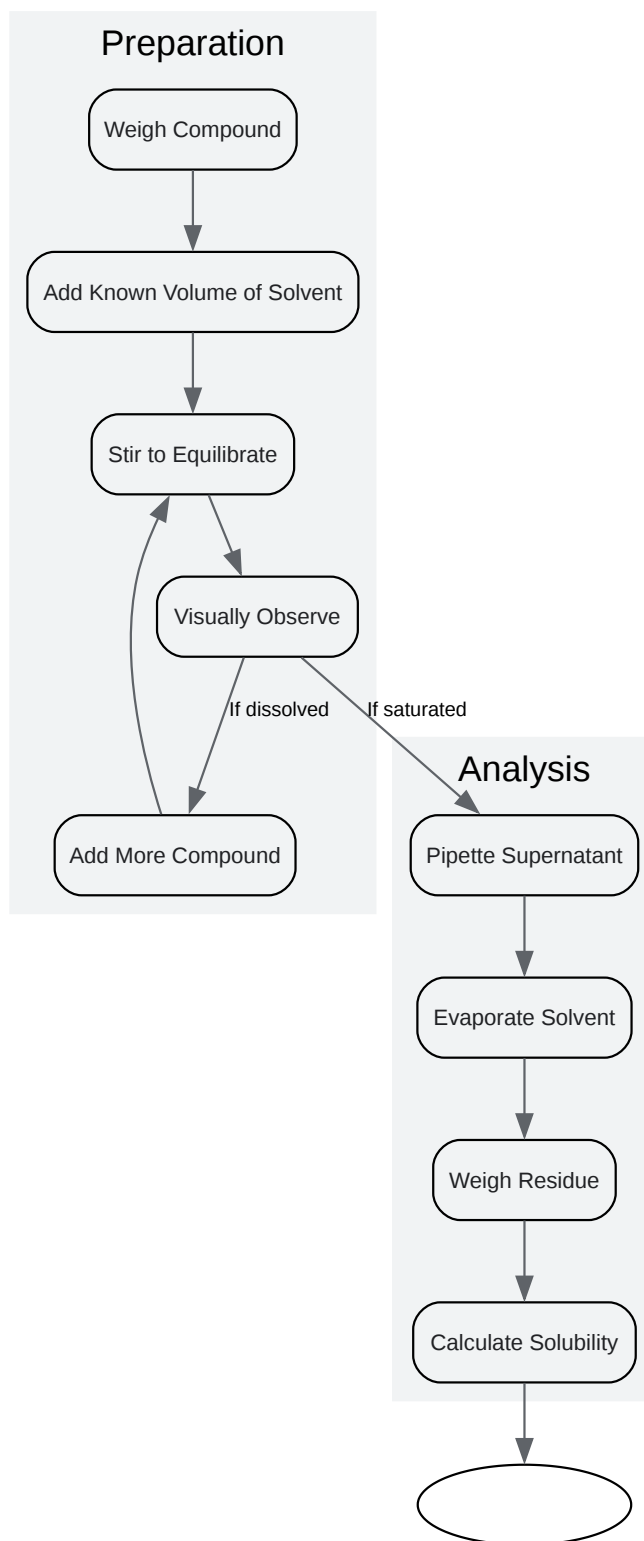 Preparation
Weigh Compound
Add Known Volume of Solvent
Stir to Equilibrate
Visually Observe
If dissolved
If saturated
Add More Compound
Analysis
Pipette Supernatant
Evaporate Solvent
Weigh Residue
Calculate Solubility